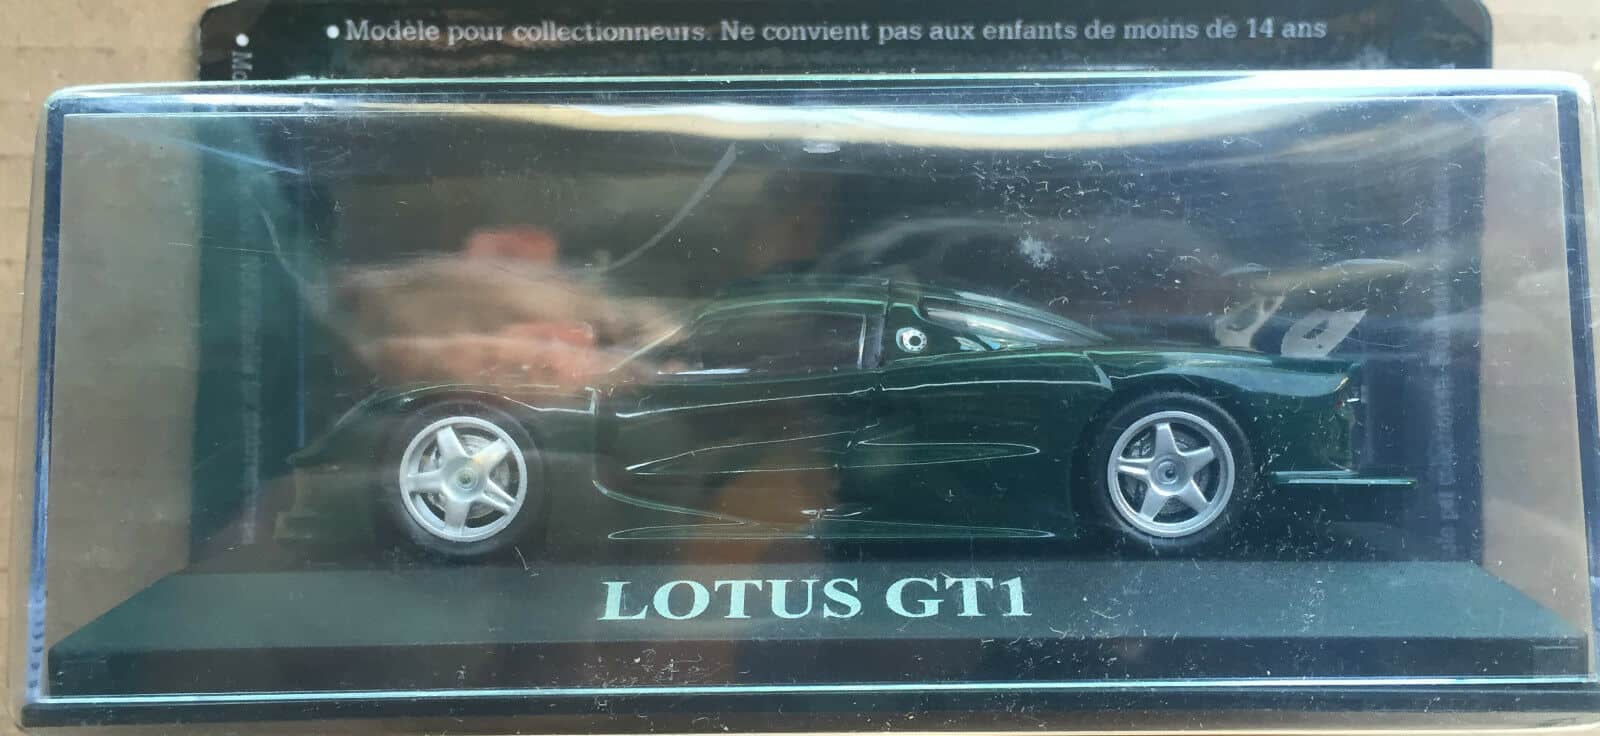 • Modèle pour collectionneurs. Ne convient pas aux enfants de moins de 14 ans
LOTUS GT1